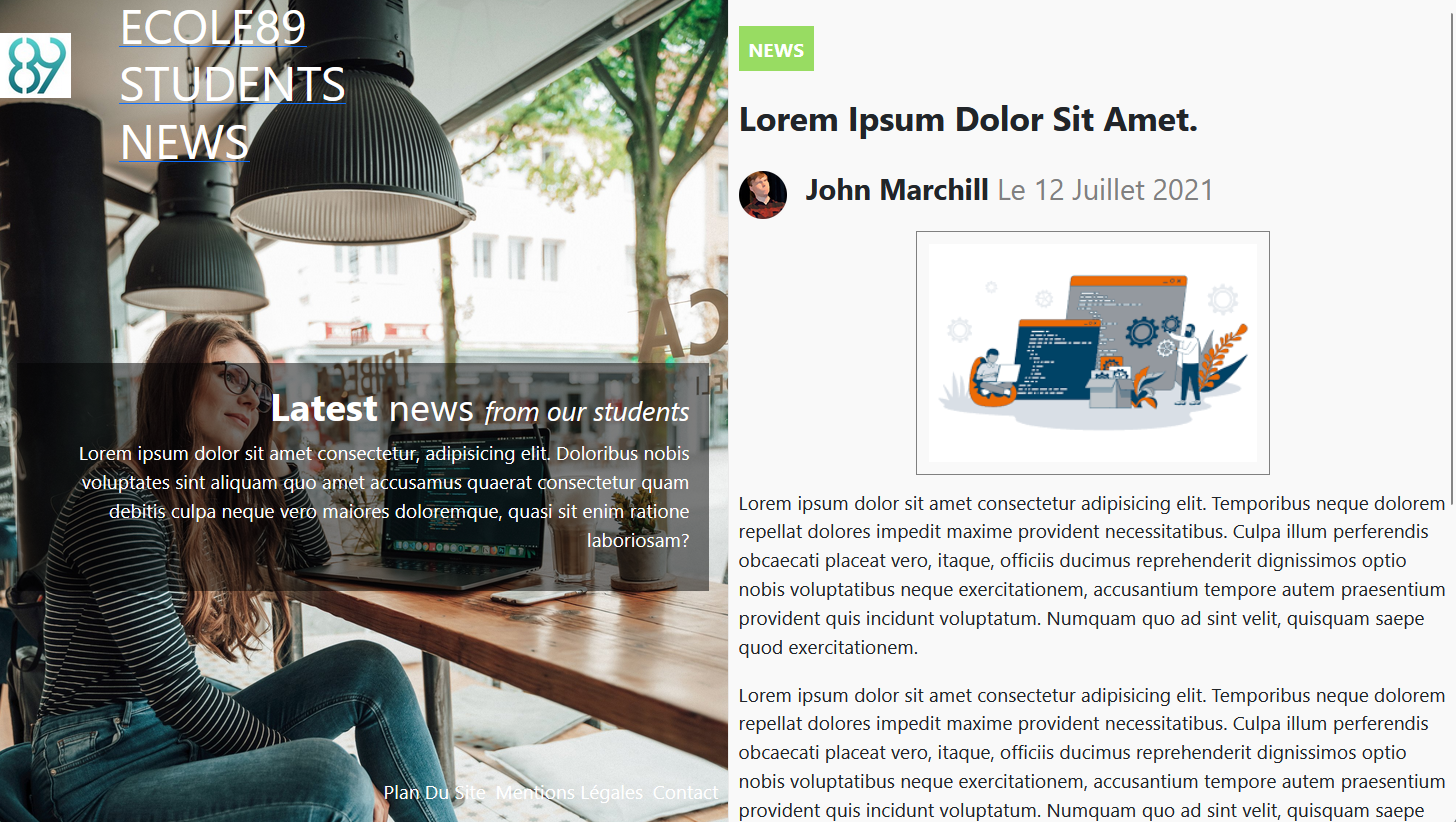 89
ECOLE89
STUDENTS
NEWS
TRIBECA
CA
Latest news from our students
Lorem ipsum dolor sit amet consectetur, adipisicing elit. Doloribus nobis
voluptates sint aliquam quo amet accusamus quaerat consectetur quam
debitis culpa neque vero maiores doloremque, quasi sit enim ratione
laboriosam?
Plan Du Site Mentions Légales Contact
NEWS
Lorem Ipsum Dolor Sit Amet.
John Marchill Le 12 Juillet 2021
Lorem ipsum dolor sit amet consectetur adipisicing elit. Temporibus neque dolorem
repellat dolores impedit maxime provident necessitatibus. Culpa illum perferendis
obcaecati placeat vero, itaque, officiis ducimus reprehenderit dignissimos optio
nobis voluptatibus neque exercitationem, accusantium tempore autem praesentium
provident quis incidunt voluptatum. Numquam quo ad sint velit, quisquam saepe
quod exercitationem.
Lorem ipsum dolor sit amet consectetur adipisicing elit. Temporibus neque dolorem
repellat dolores impedit maxime provident necessitatibus. Culpa illum perferendis
obcaecati placeat vero, itaque, officiis ducimus reprehenderit dignissimos optio
nobis voluptatibus neque exercitationem, accusantium tempore autem praesentium
provident quis incidunt voluptatum. Numquam quo ad sint velit, quisquam saepe